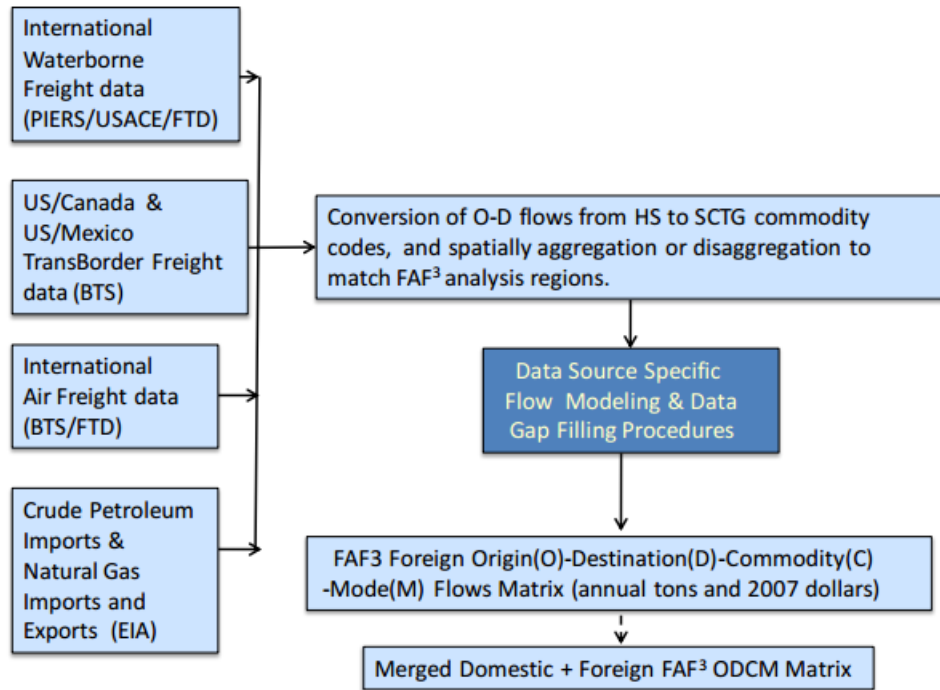 International
Waterborne
Freight data
(PIERS/USACE/FTD)
US/Canada &
US/Mexico
TransBorder Freight
data (BTS)
International
Air Freight data
(BTS/FTD)
Crude Petroleum
Imports &
Natural Gas
Imports and
Exports (EIA)
Conversion of O-D flows from HS to SCTG commodity
codes, and spatially aggregation or disaggregation to
match FAF³ analysis regions.
Data Source Specific
Flow Modeling & Data
Gap Filling Procedures
FAF3 Foreign Origin(O)-Destination(D)-Commodity(C)
-Mode(M) Flows Matrix (annual tons and 2007 dollars)
Merged Domestic + Foreign FAF³ ODCM Matrix